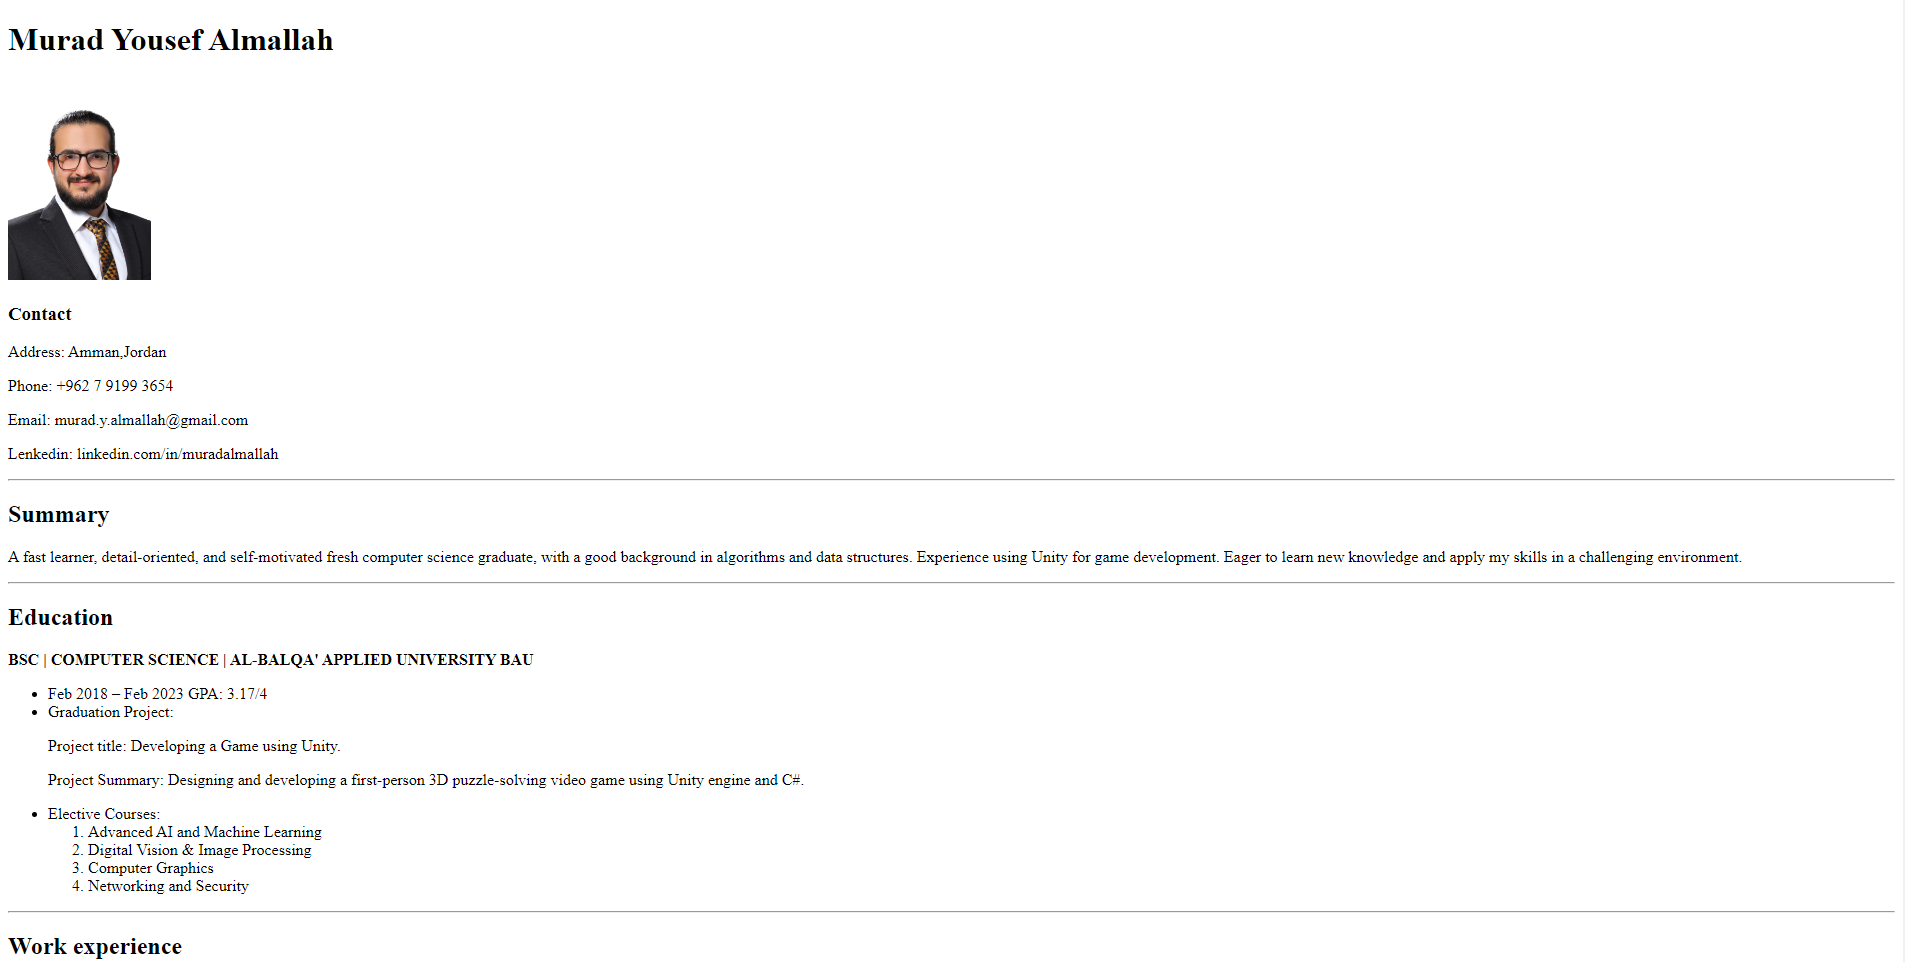 Murad Yousef Almallah
Contact
Address: Amman,Jordan
Phone: +962 7 9199 3654
Email: murad.y.almallah@gmail.com
Lenkedin: linkedin.com/in/muradalmallah
Summary
A fast learner, detail-oriented, and self-motivated fresh computer science graduate, with a good background in algorithms and data structures. Experience using Unity for game development. Eager to learn new knowledge and apply my skills in a challenging environment.
Education
BSC | COMPUTER SCIENCE | AL-BALQA' APPLIED UNIVERSITY BAU
• Feb 2018 – Feb 2023 GPA: 3.17/4
• Graduation Project:
Project title: Developing a Game using Unity.
Project Summary: Designing and developing a first-person 3D puzzle-solving video game using Unity engine and C#.
• Elective Courses:
1. Advanced AI and Machine Learning
2. Digital Vision & Image Processing
3. Computer Graphics
4. Networking and Security
Work experience